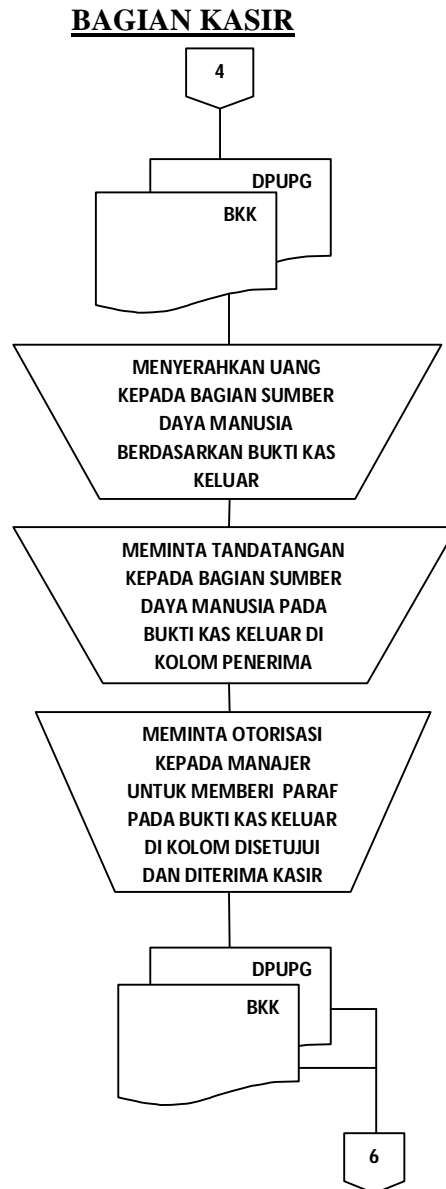 BAGIAN KASIR
4
DPUPG
BKK
MENYERAHKAN UANG
KEPADA BAGIAN SUMBER
DAYA MANUSIA
BERDASARKAN BUKTI KAS
KELUAR
MEMINTA TANDATANGAN
KEPADA BAGIAN SUMBER
DAYA MANUSIA PADA
BUKTI KAS KELUAR DI
KOLOM PENERIMA
MEMINTA OTORISASI
KEPADA MANAJER
UNTUK MEMBERI PARAF
PADA BUKTI KAS KELUAR
DI KOLOM DISETUJUI
DAN DITERIMA KASIR
DPUPG
BKK
6